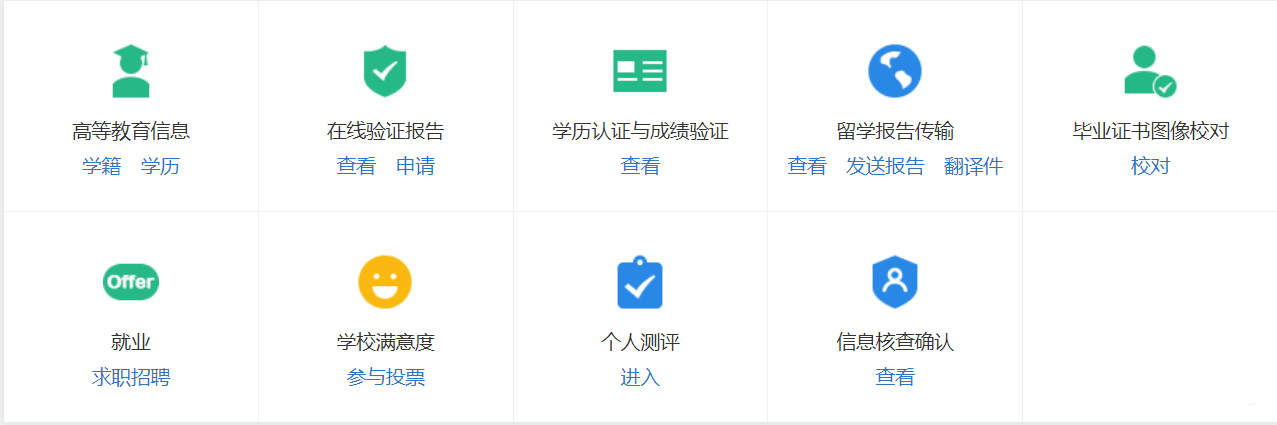 高等教育信息
学籍 学历
在线验证报告
查看 申请
学历认证与成绩验证
查看
留学报告传输
查看 发送报告 翻译件
毕业证书图像校对
校对
Offer
就业
求职招聘
学校满意度
参与投票
个人测评
进入
信息核查确认
查看